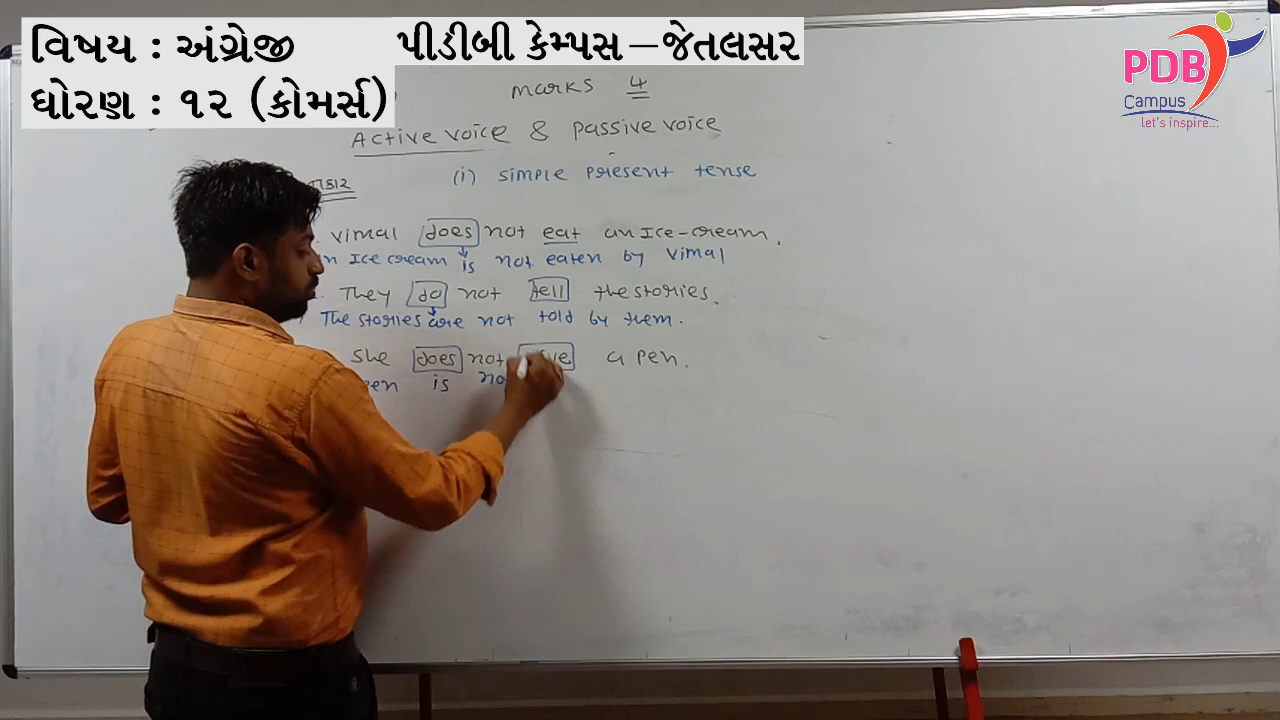 વિષય : અંગ્રેજી પીડીબી કેમ્પસ – જેતલસર
ધોરણ : ૧૨ (કોમર્સ)
PDB
Campus
Let's inspire...
marks 4
Active voice & passive voice
(i) simple present tense
vimal does not eat an Ice-cream.
Ice cream is not eaten by vimal
They do not tell the stories.
The stories are not told by them.
she does not a pen.
is